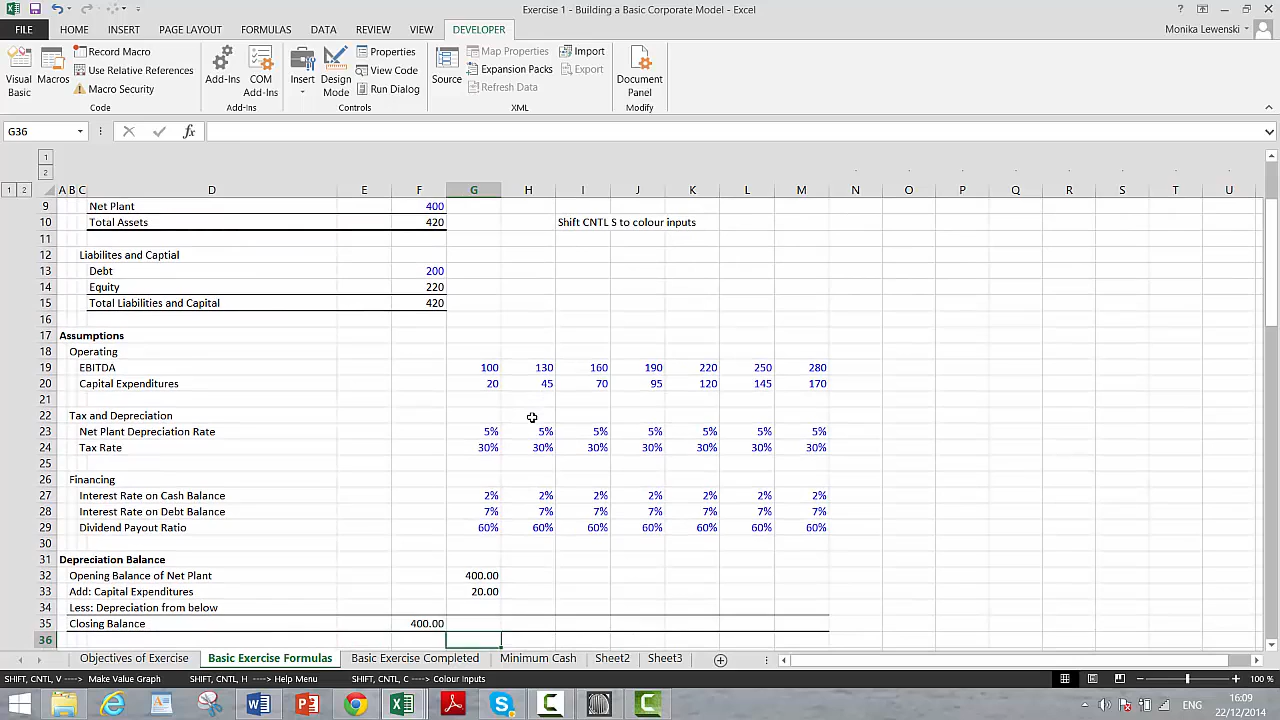 Exercise 1 - Building a Basic Corporate Model - Excel
FILE HOME INSERT PAGE LAYOUT FORMULAS DATA REVIEW VIEW DEVELOPER Monika Lewenski
Visual Basic
Macros
Record Macro
Use Relative References
Macro Security
Code
Add-Ins
COM Add-Ins
Add-Ins
Insert
Design Mode
Properties
View Code
Run Dialog
Controls
Source
Map Properties
Expansion Packs
Refresh Data
Import
Export
XML
Document Panel
Modify
G36 fx
1
2
1 2 A B C D E F G H I J K L M N O P Q R S T U
9 Net Plant 400
10 Total Assets 420 Shift CNTL S to colour inputs
11
12 Liabilites and Captial
13 Debt 200
14 Equity 220
15 Total Liabilities and Capital 420
16
17 Assumptions
18 Operating
19 EBITDA 100 130 160 190 220 250 280
20 Capital Expenditures 20 45 70 95 120 145 170
21
22 Tax and Depreciation
23 Net Plant Depreciation Rate 5% 5% 5% 5% 5% 5% 5%
24 Tax Rate 30% 30% 30% 30% 30% 30% 30%
25
26 Financing
27 Interest Rate on Cash Balance 2% 2% 2% 2% 2% 2% 2%
28 Interest Rate on Debt Balance 7% 7% 7% 7% 7% 7% 7%
29 Dividend Payout Ratio 60% 60% 60% 60% 60% 60% 60%
30
31 Depreciation Balance
32 Opening Balance of Net Plant 400.00
33 Add: Capital Expenditures 20.00
34 Less: Depreciation from below
35 Closing Balance 400.00
36
Objectives of Exercise Basic Exercise Formulas Basic Exercise Completed Minimum Cash Sheet2 Sheet3
SHIFT, CNTL, V ---> Make Value Graph SHIFT, CNTL, H ---> Help Menu SHIFT, CNTL, C ---> Colour Inputs 100 %
ENG 16:09
22/12/2014